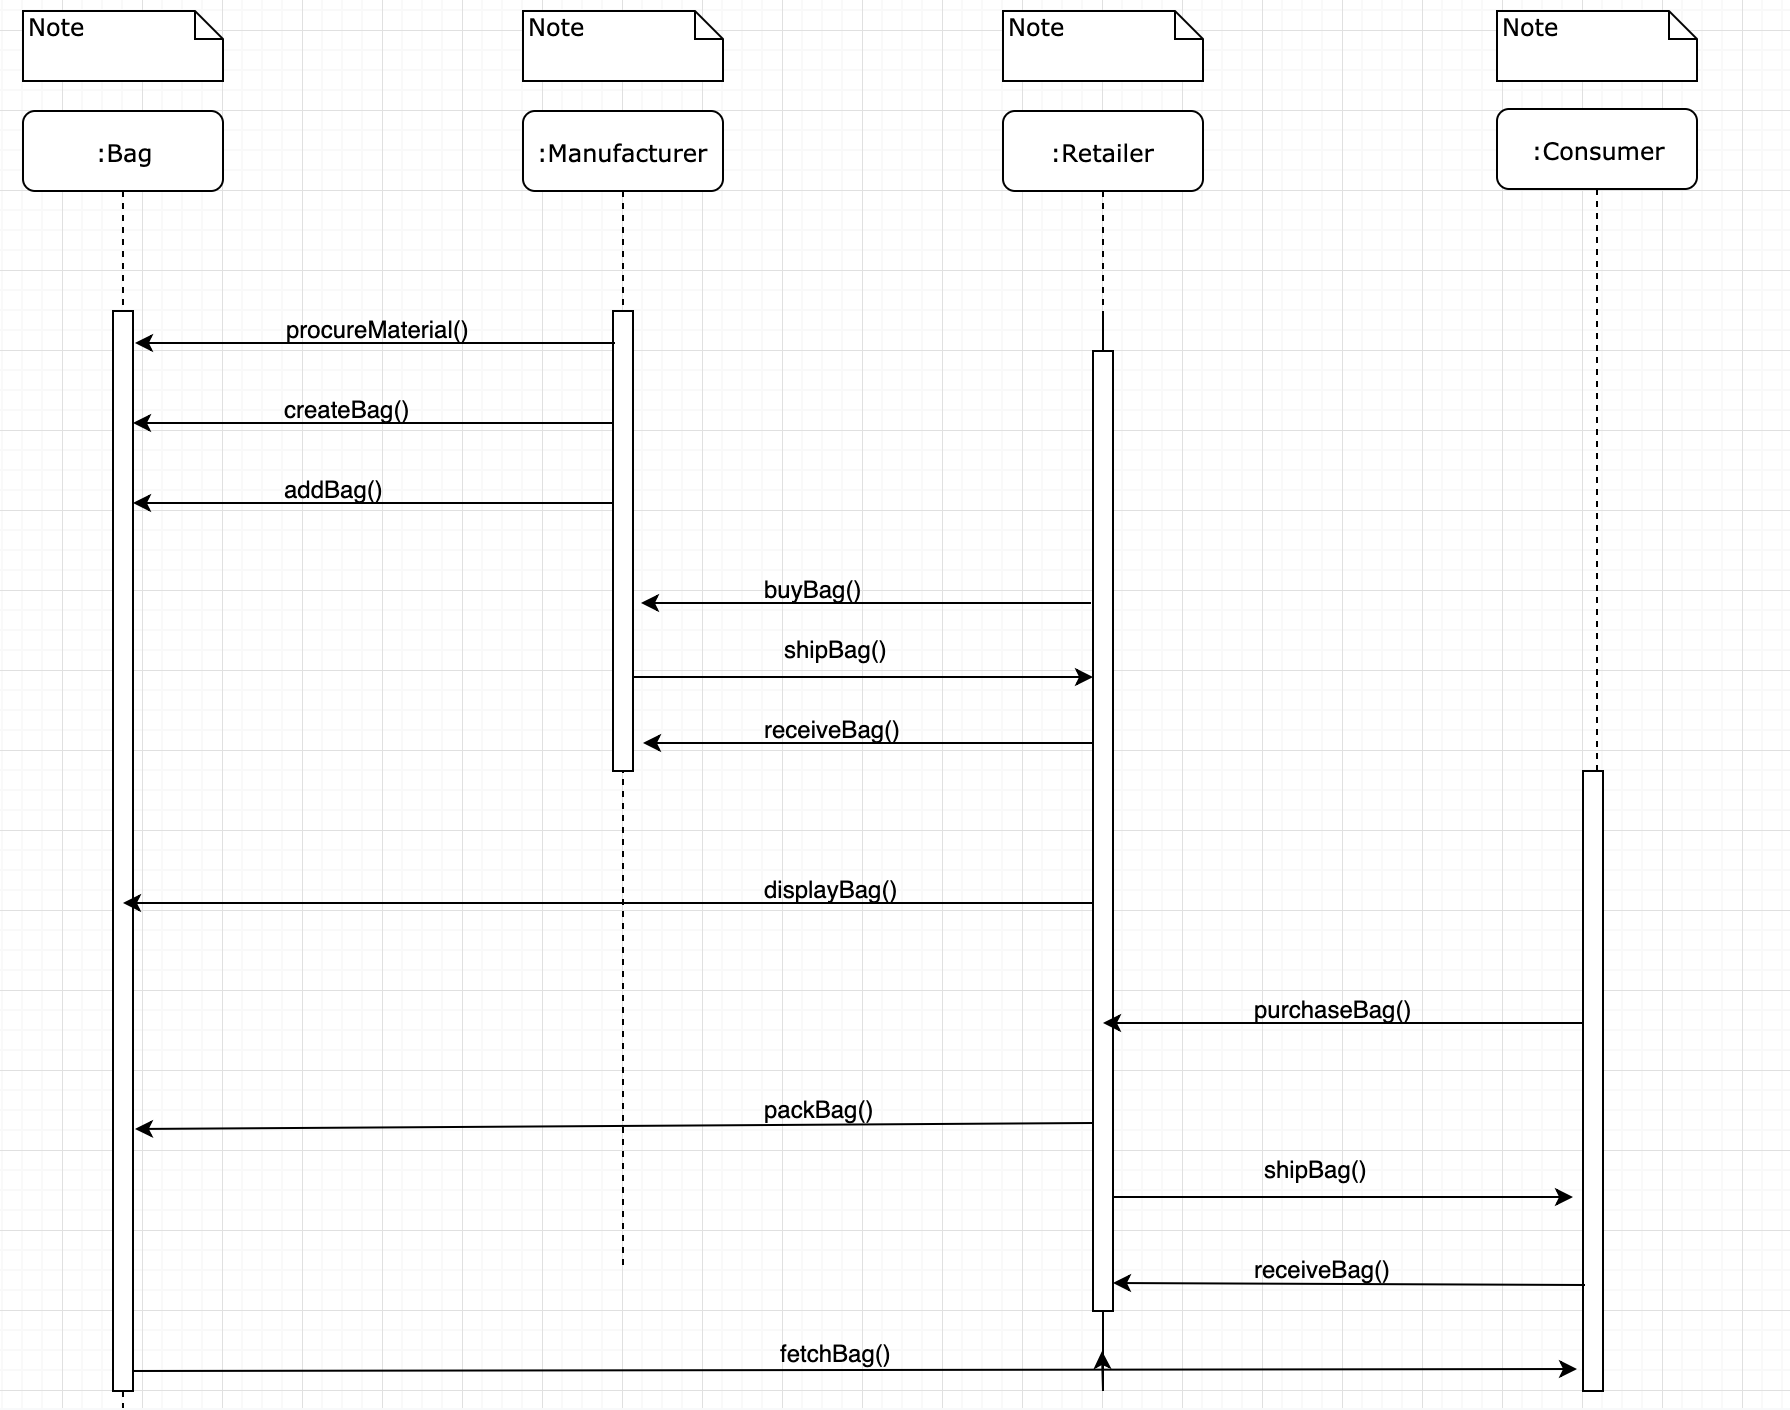 Note
Note
Note
Note
:Bag
:Manufacturer
:Retailer
:Consumer
procureMaterial()
createBag()
addBag()
buyBag()
shipBag()
receiveBag()
displayBag()
purchaseBag()
packBag()
shipBag()
receiveBag()
fetchBag()